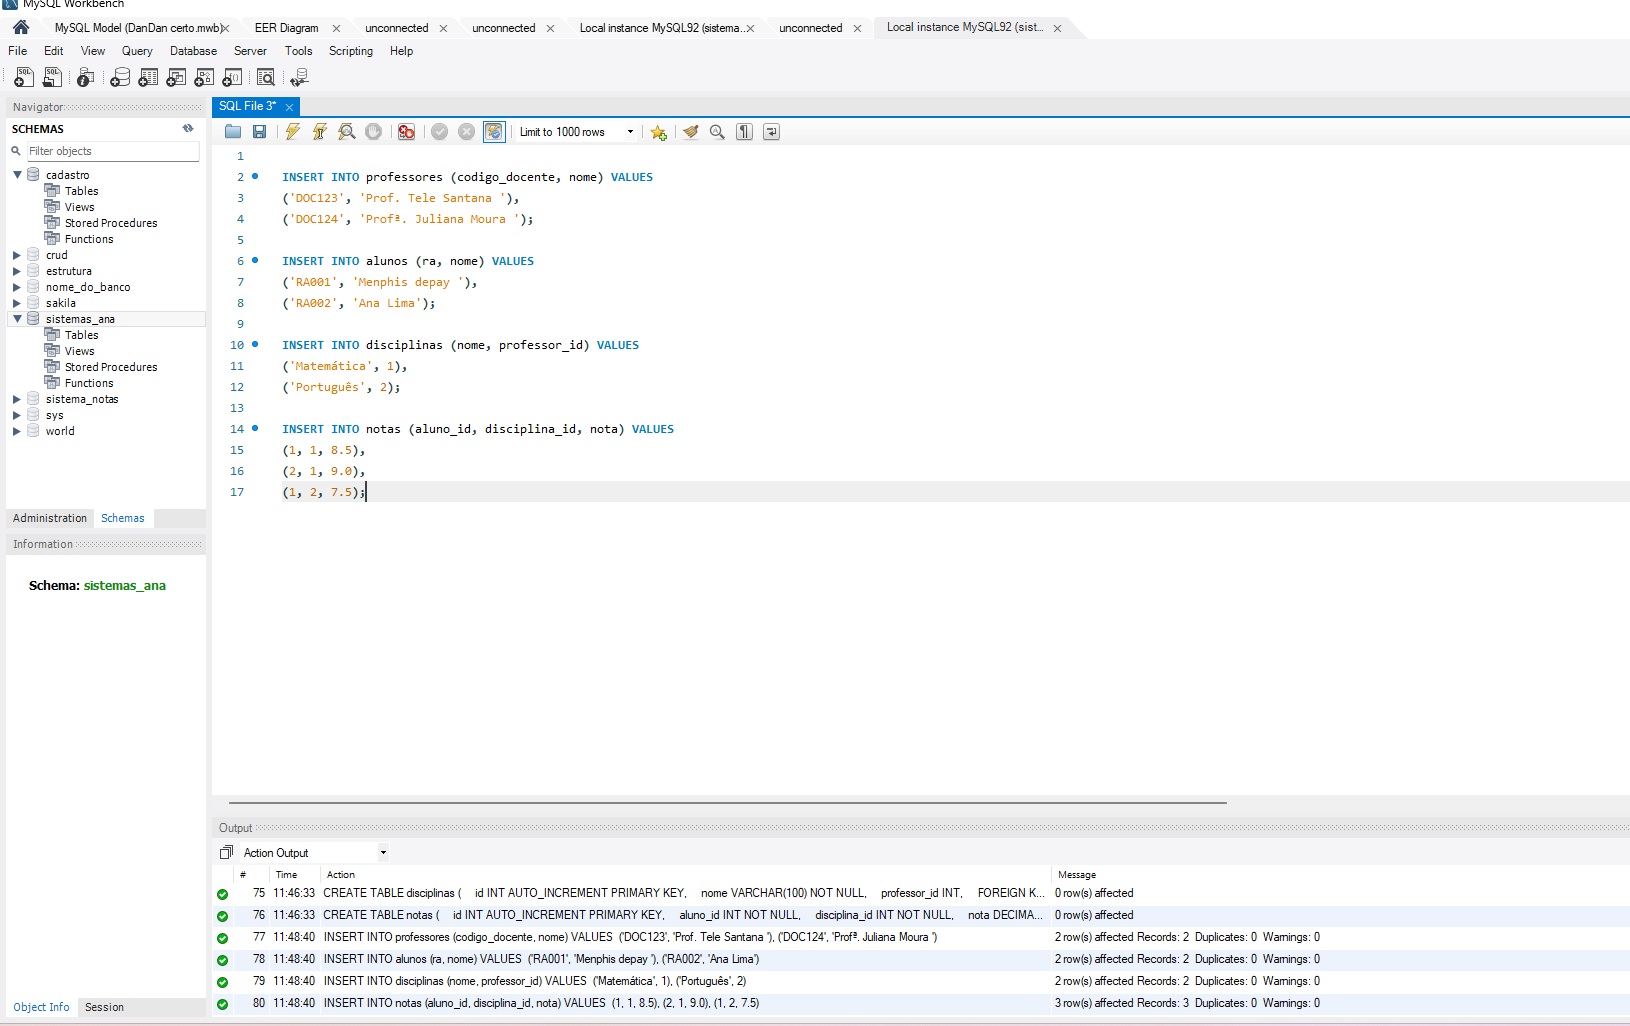 MySQL Workbench
MySQL Model (DanDan certo.mwb)
EER Diagram
unconnected
unconnected
Local instance MySQL92 (sistema...
unconnected
Local instance MySQL92 (sist...
File Edit View Query Database Server Tools Scripting Help
Navigator
SCHEMAS
Filter objects
cadastro
Tables
Views
Stored Procedures
Functions
crud
estrutura
nome_do_banco
sakila
sistemas_ana
Tables
Views
Stored Procedures
Functions
sistema_notas
sys
world
Administration Schemas
Information
Schema: sistemas_ana
Object Info Session
SQL File 3*
Limit to 1000 rows
1
2 INSERT INTO professores (codigo_docente, nome) VALUES
3 ('DOC123', 'Prof. Tele Santana '),
4 ('DOC124', 'Profª. Juliana Moura ');
5
6 INSERT INTO alunos (ra, nome) VALUES
7 ('RA001', 'Menphis depay '),
8 ('RA002', 'Ana Lima');
9
10 INSERT INTO disciplinas (nome, professor_id) VALUES
11 ('Matemática', 1),
12 ('Português', 2);
13
14 INSERT INTO notas (aluno_id, disciplina_id, nota) VALUES
15 (1, 1, 8.5),
16 (2, 1, 9.0),
17 (1, 2, 7.5);
Output
Action Output
# Time Action Message
75 11:46:33 CREATE TABLE disciplinas ( id INT AUTO_INCREMENT PRIMARY KEY, nome VARCHAR(100) NOT NULL, professor_id INT, FOREIGN K... 0 row(s) affected
76 11:46:33 CREATE TABLE notas ( id INT AUTO_INCREMENT PRIMARY KEY, aluno_id INT NOT NULL, disciplina_id INT NOT NULL, nota DECIMA... 0 row(s) affected
77 11:48:40 INSERT INTO professores (codigo_docente, nome) VALUES ('DOC123', 'Prof. Tele Santana '), ('DOC124', 'Profª. Juliana Moura ') 2 row(s) affected Records: 2 Duplicates: 0 Warnings: 0
78 11:48:40 INSERT INTO alunos (ra, nome) VALUES ('RA001', 'Menphis depay '), ('RA002', 'Ana Lima') 2 row(s) affected Records: 2 Duplicates: 0 Warnings: 0
79 11:48:40 INSERT INTO disciplinas (nome, professor_id) VALUES ('Matemática', 1), ('Português', 2) 2 row(s) affected Records: 2 Duplicates: 0 Warnings: 0
80 11:48:40 INSERT INTO notas (aluno_id, disciplina_id, nota) VALUES (1, 1, 8.5), (2, 1, 9.0), (1, 2, 7.5) 3 row(s) affected Records: 3 Duplicates: 0 Warnings: 0